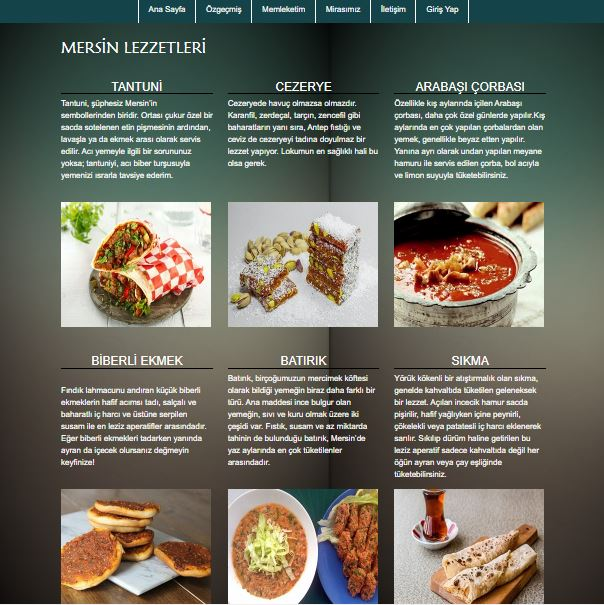 Ana Sayfa Özgeçmiş Memleketim Mirasımız İletişim Giriş Yap
MERSİN LEZZETLERİ
TANTUNİ
Tantuni, şüphesiz Mersin'in
sembollerinden biridir. Ortası çukur özel bir
sacda sotelenen etin pişmesinin ardından,
lavaşla ya da ekmek arası olarak servis
edilir. Acı yemeyle ilgili bir sorununuz
yoksa; tantuniyi, acı biber turşusuyla
yemenizi ısrarla tavsiye ederim.
CEZERYE
Cezeryede havuç olmazsa olmazdır.
Karanfil, zerdeçal, tarçın, zencefil gibi
baharatların yanı sıra, Antep fıstığı ve
ceviz de cezeryeyi tadına doyulmaz bir
lezzet yapıyor. Lokumun en sağlıklı hali bu
olsa gerek.
ARABAŞI ÇORBASI
Özellikle kış aylarında içilen Arabaşı
çorbası, daha çok özel günlerde yapılır.Kış
aylarında en çok yapılan çorbalardan olan
yemek, genellikle beyaz etten yapılır.
Yanına ayrı olarak undan yapılan meyane
hamuru ile servis edilen çorba, bol acıyla
ve limon suyuyla tüketebilirsiniz.
BİBERLİ EKMEK
Fındık lahmacunu andıran küçük biberli
ekmeklerin hafif acımsı tadı, salçalı ve
baharatlı iç harcı ve üstüne serpilen
susam ile en leziz aperatifler arasındadır.
Eğer biberli ekmekleri tadarken yanında
ayran da içecek olursanız değmeyin
keyfinize!
BATIRIK
Batırık, birçoğumuzun mercimek köftesi
olarak bildiği yemeğin biraz daha farklı bir
türü. Ana maddesi ince bulgur olan
yemeğin, sıvı ve kuru olmak üzere iki
çeşidi var. Fıstık, susam ve az miktarda
tahinin de bulunduğu batırık, Mersin'de
yaz aylarında en çok tüketilenler
arasındadır.
SIKMA
Yörük kökenli bir atıştırmalık olan sıkma,
genelde kahvaltıda tüketilen geleneksel
bir lezzet. Açılan incecik hamur sacda
pişirilir, hafif yağlıyken içine peynirli,
çökelekli veya patatesli iç harcı eklenerek
sarılır. Sıkılıp dürüm haline getirilen bu
leziz aperatif sadece kahvaltıda değil her
öğün ayran veya çay eşliğinde
tüketebilirsiniz.